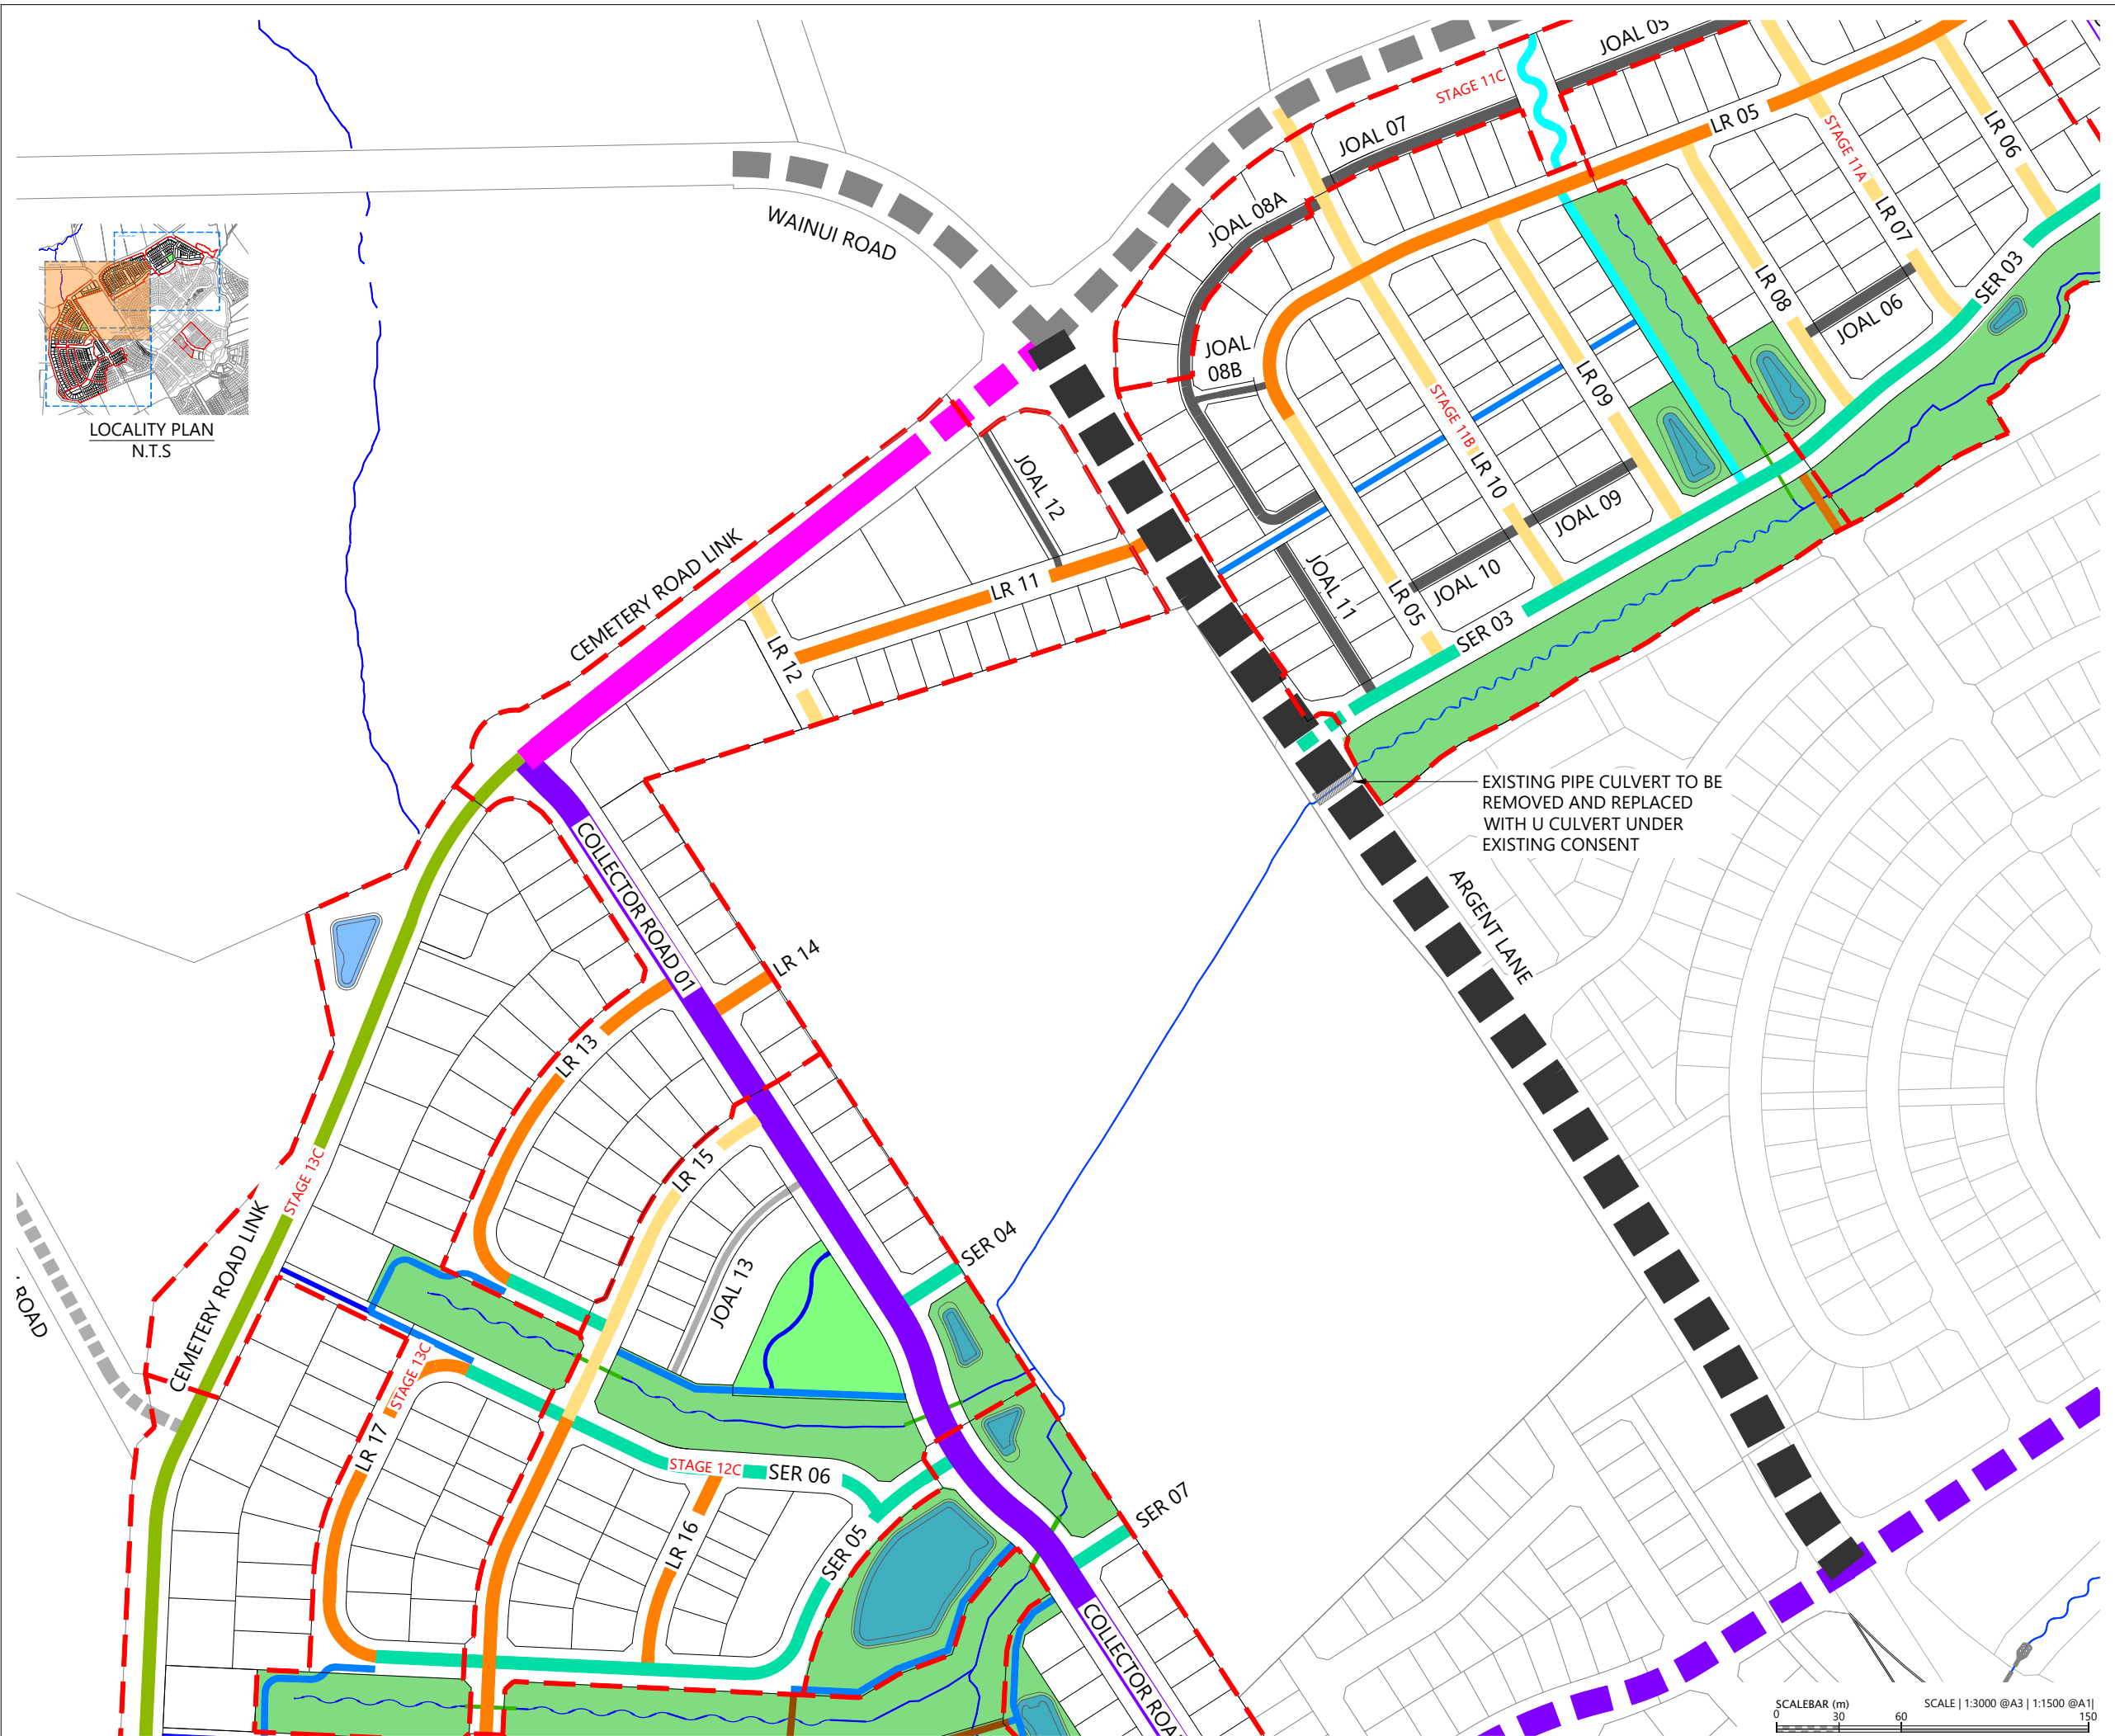 JOAL 05
STAGE 11C
JOAL 07
LR 05
STAGE 11A
LR 06
JOAL 08A
WAINUI ROAD
LR 07
SER 03
LR 08
JOAL 06
JOAL
08B
LR 09
STAGE 11B
LOCALITY PLAN
N.T.S
JOAL 12
LR 10
JOAL 09
CEMETERY ROAD LINK
LR 11
JOAL 10
JOAL 11
LR 05
SER 03
LR 12
EXISTING PIPE CULVERT TO BE
REMOVED AND REPLACED
WITH U CULVERT UNDER
EXISTING CONSENT
COLLECTOR ROAD 01
ARGENT LANE
LR 14
LR 13
LR 15
STAGE 13C
SER 04
CEMETERY ROAD LINK
JOAL 13
ROAD
STAGE 13C
LR 17
STAGE 12C
SER 06
SER 07
LR 16
SER 05
COLLECTOR ROA
SCALEBAR (m)
SCALE | 1:3000 @A3 | 1:1500 @A1|
0 30 60 150